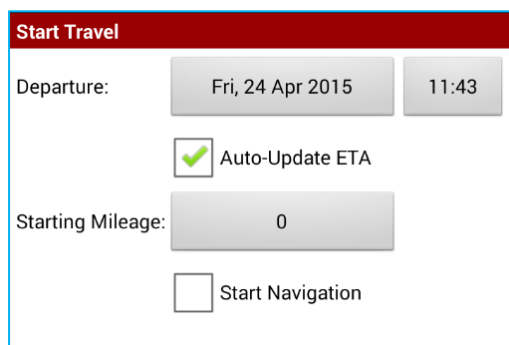 Start Travel
Departure: Fri, 24 Apr 2015 11:43
Auto-Update ETA
Starting Mileage: 0
Start Navigation